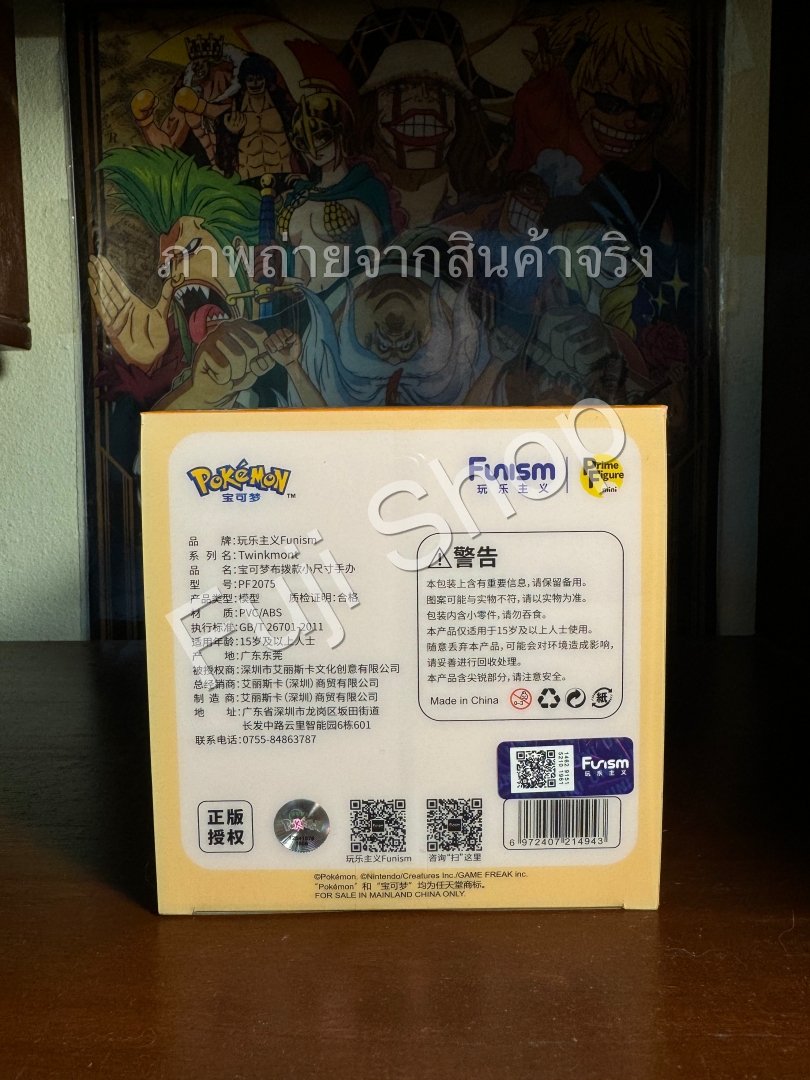 ภาพถ่ายจากสินค้าจริง
Fuji Shop
POKéMON TM
宝可梦
Funism
玩乐主义
Prime Figure mini
品 牌:玩乐主义Funism
系列名:Twinkmont
品 名:宝可梦布拨款小尺寸手办
型 号:PF2075
产品类型:模型 质检证明:合格
材 质:PVC/ABS
执行标准:GB/T 26701-2011
适用年龄:15岁及以上人士
产 地:广东东莞
被授权商:深圳市艾丽斯卡文化创意有限公司
总经销商:艾丽斯卡(深圳)商贸有限公司
制 造 商:艾丽斯卡(深圳)商贸有限公司
地 址:广东省深圳市龙岗区坂田街道
长发中路云里智能园6栋601
联系电话:0755-84863787
警告
本包装上含有重要信息,请保留备用。
图案可能与实物不符,请以实物为准。
包装内含小零件,请勿吞食。
本产品仅适用于15岁及以上人士使用。
随意丢弃本产品,可能会对环境造成影响,
请妥善进行回收处理。
本产品含尖锐部分,请注意安全。
Made in China
0-3
紙
1462 9151
5210 1961
Funism
玩乐主义
正版
授权
玩乐主义Funism
咨询“扫”这里
6 972407 214943
©Pokémon. ©Nintendo/Creatures Inc./GAME FREAK inc.
“Pokémon”和“宝可梦”均为任天堂商标。
FOR SALE IN MAINLAND CHINA ONLY.